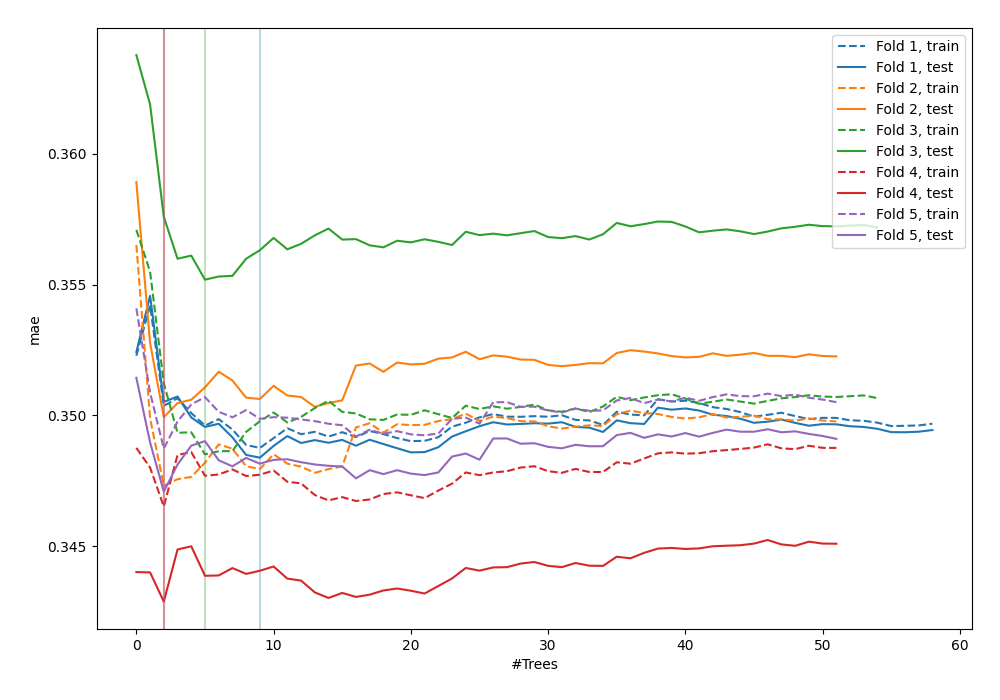 Fold 1, train
Fold 1, test
Fold 2, train
Fold 2, test
Fold 3, train
Fold 3, test
Fold 4, train
Fold 4, test
Fold 5, train
Fold 5, test
0.360
0.355
0.350
0.345
mae
0 10 20 30 40 50 60
#Trees